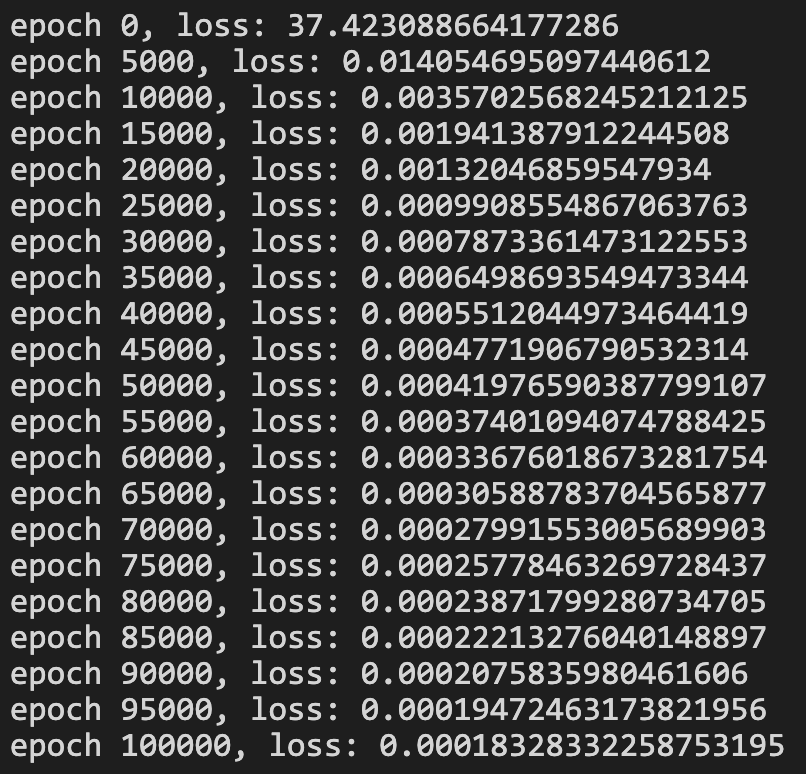 epoch 0, loss: 37.423088664177286
epoch 5000, loss: 0.014054695097440612
epoch 10000, loss: 0.0035702568245212125
epoch 15000, loss: 0.001941387912244508
epoch 20000, loss: 0.00132046859547934
epoch 25000, loss: 0.0009908554867063763
epoch 30000, loss: 0.0007873361473122553
epoch 35000, loss: 0.0006498693549473344
epoch 40000, loss: 0.0005512044973464419
epoch 45000, loss: 0.0004771906790532314
epoch 50000, loss: 0.00041976590387799107
epoch 55000, loss: 0.00037401094074788425
epoch 60000, loss: 0.00033676018673281754
epoch 65000, loss: 0.00030588783704565877
epoch 70000, loss: 0.00027991553005689903
epoch 75000, loss: 0.00025778463269728437
epoch 80000, loss: 0.00023871799280734705
epoch 85000, loss: 0.00022213276040148897
epoch 90000, loss: 0.0002075835980461606
epoch 95000, loss: 0.00019472463173821956
epoch 100000, loss: 0.00018328332258753195